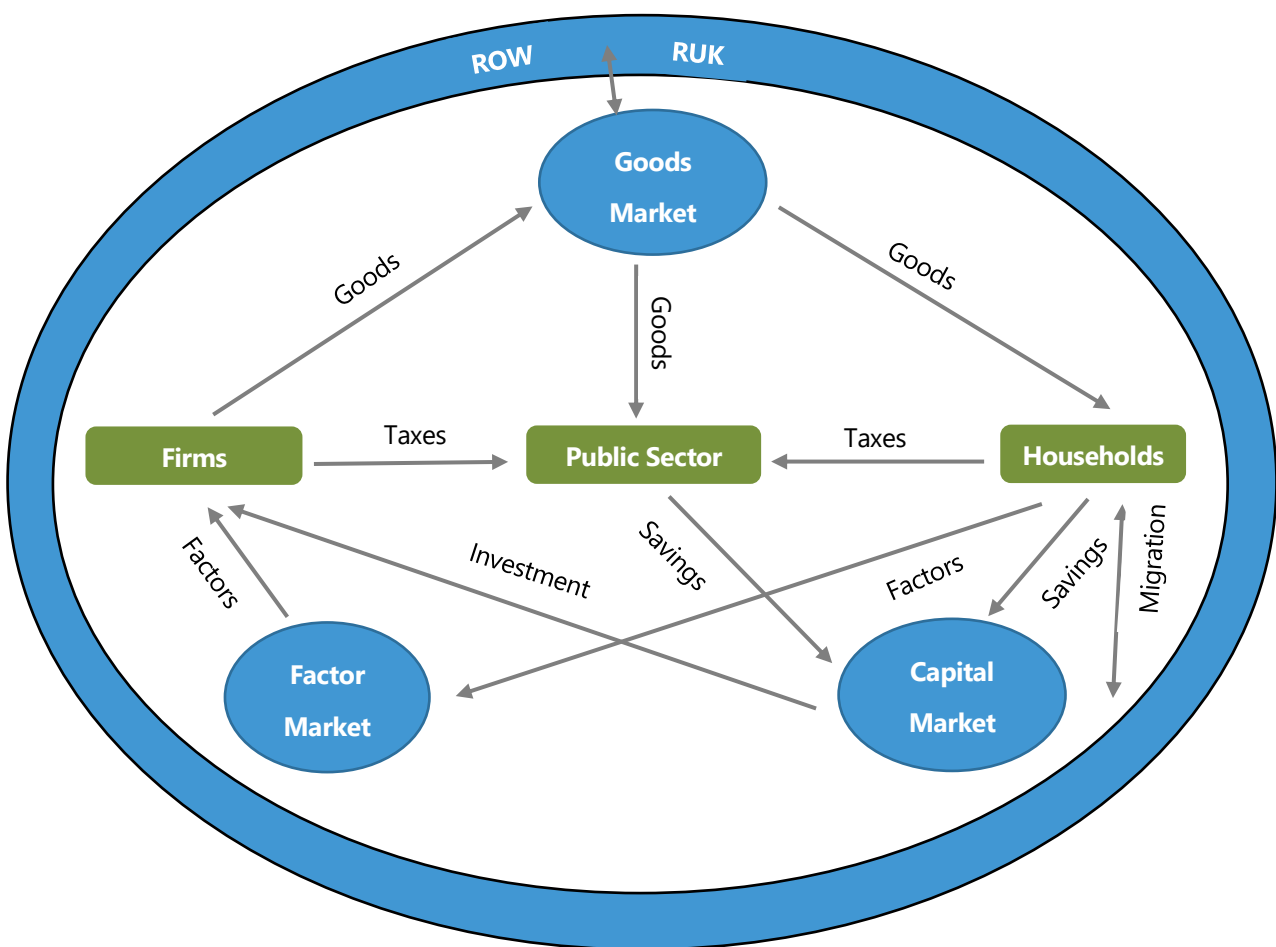 ROW
RUK
Goods
Market
Goods
Goods
Goods
Firms
Taxes
Public Sector
Taxes
Households
Factors
Investment
Savings
Factors
Savings
Migration
Factor
Market
Capital
Market